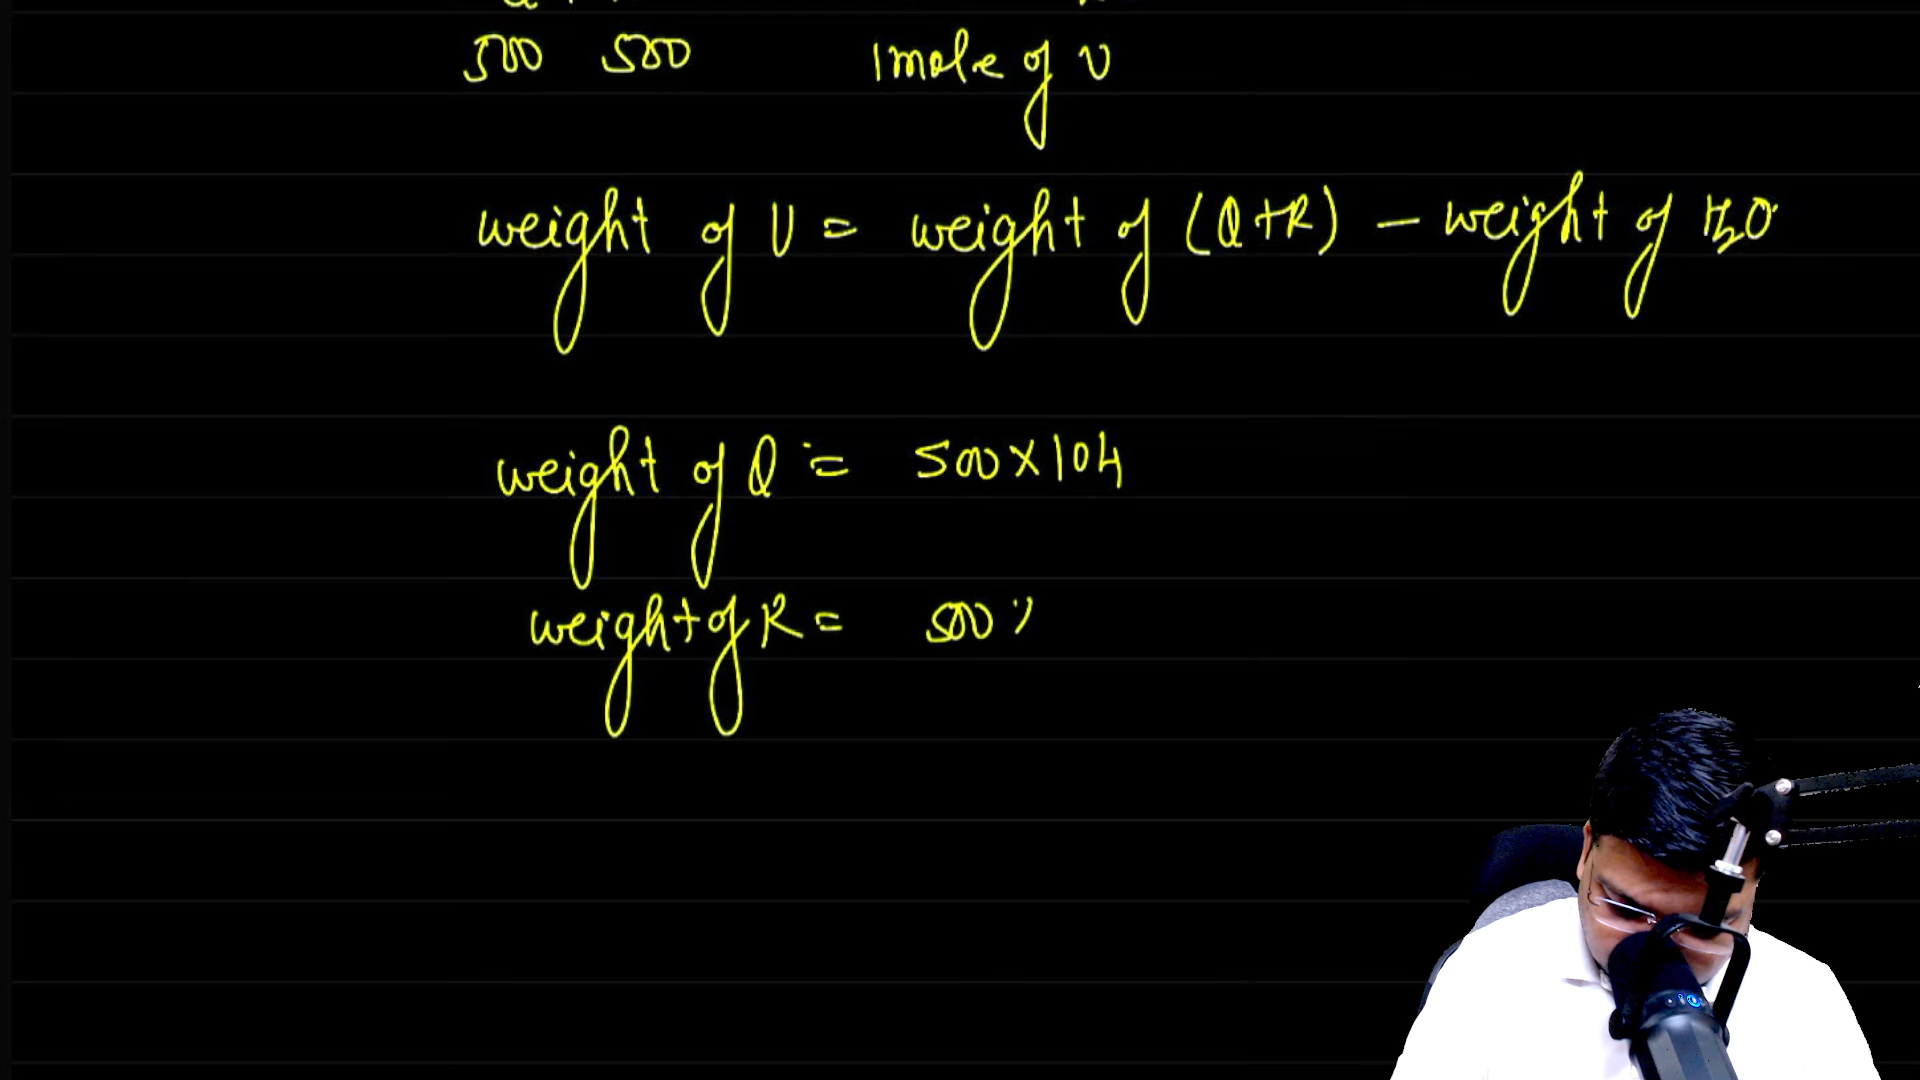 500 500 1 mole of U
weight of U = weight of (Q+R) - weight of H2O
weight of Q = 500×104
weight of R = 500